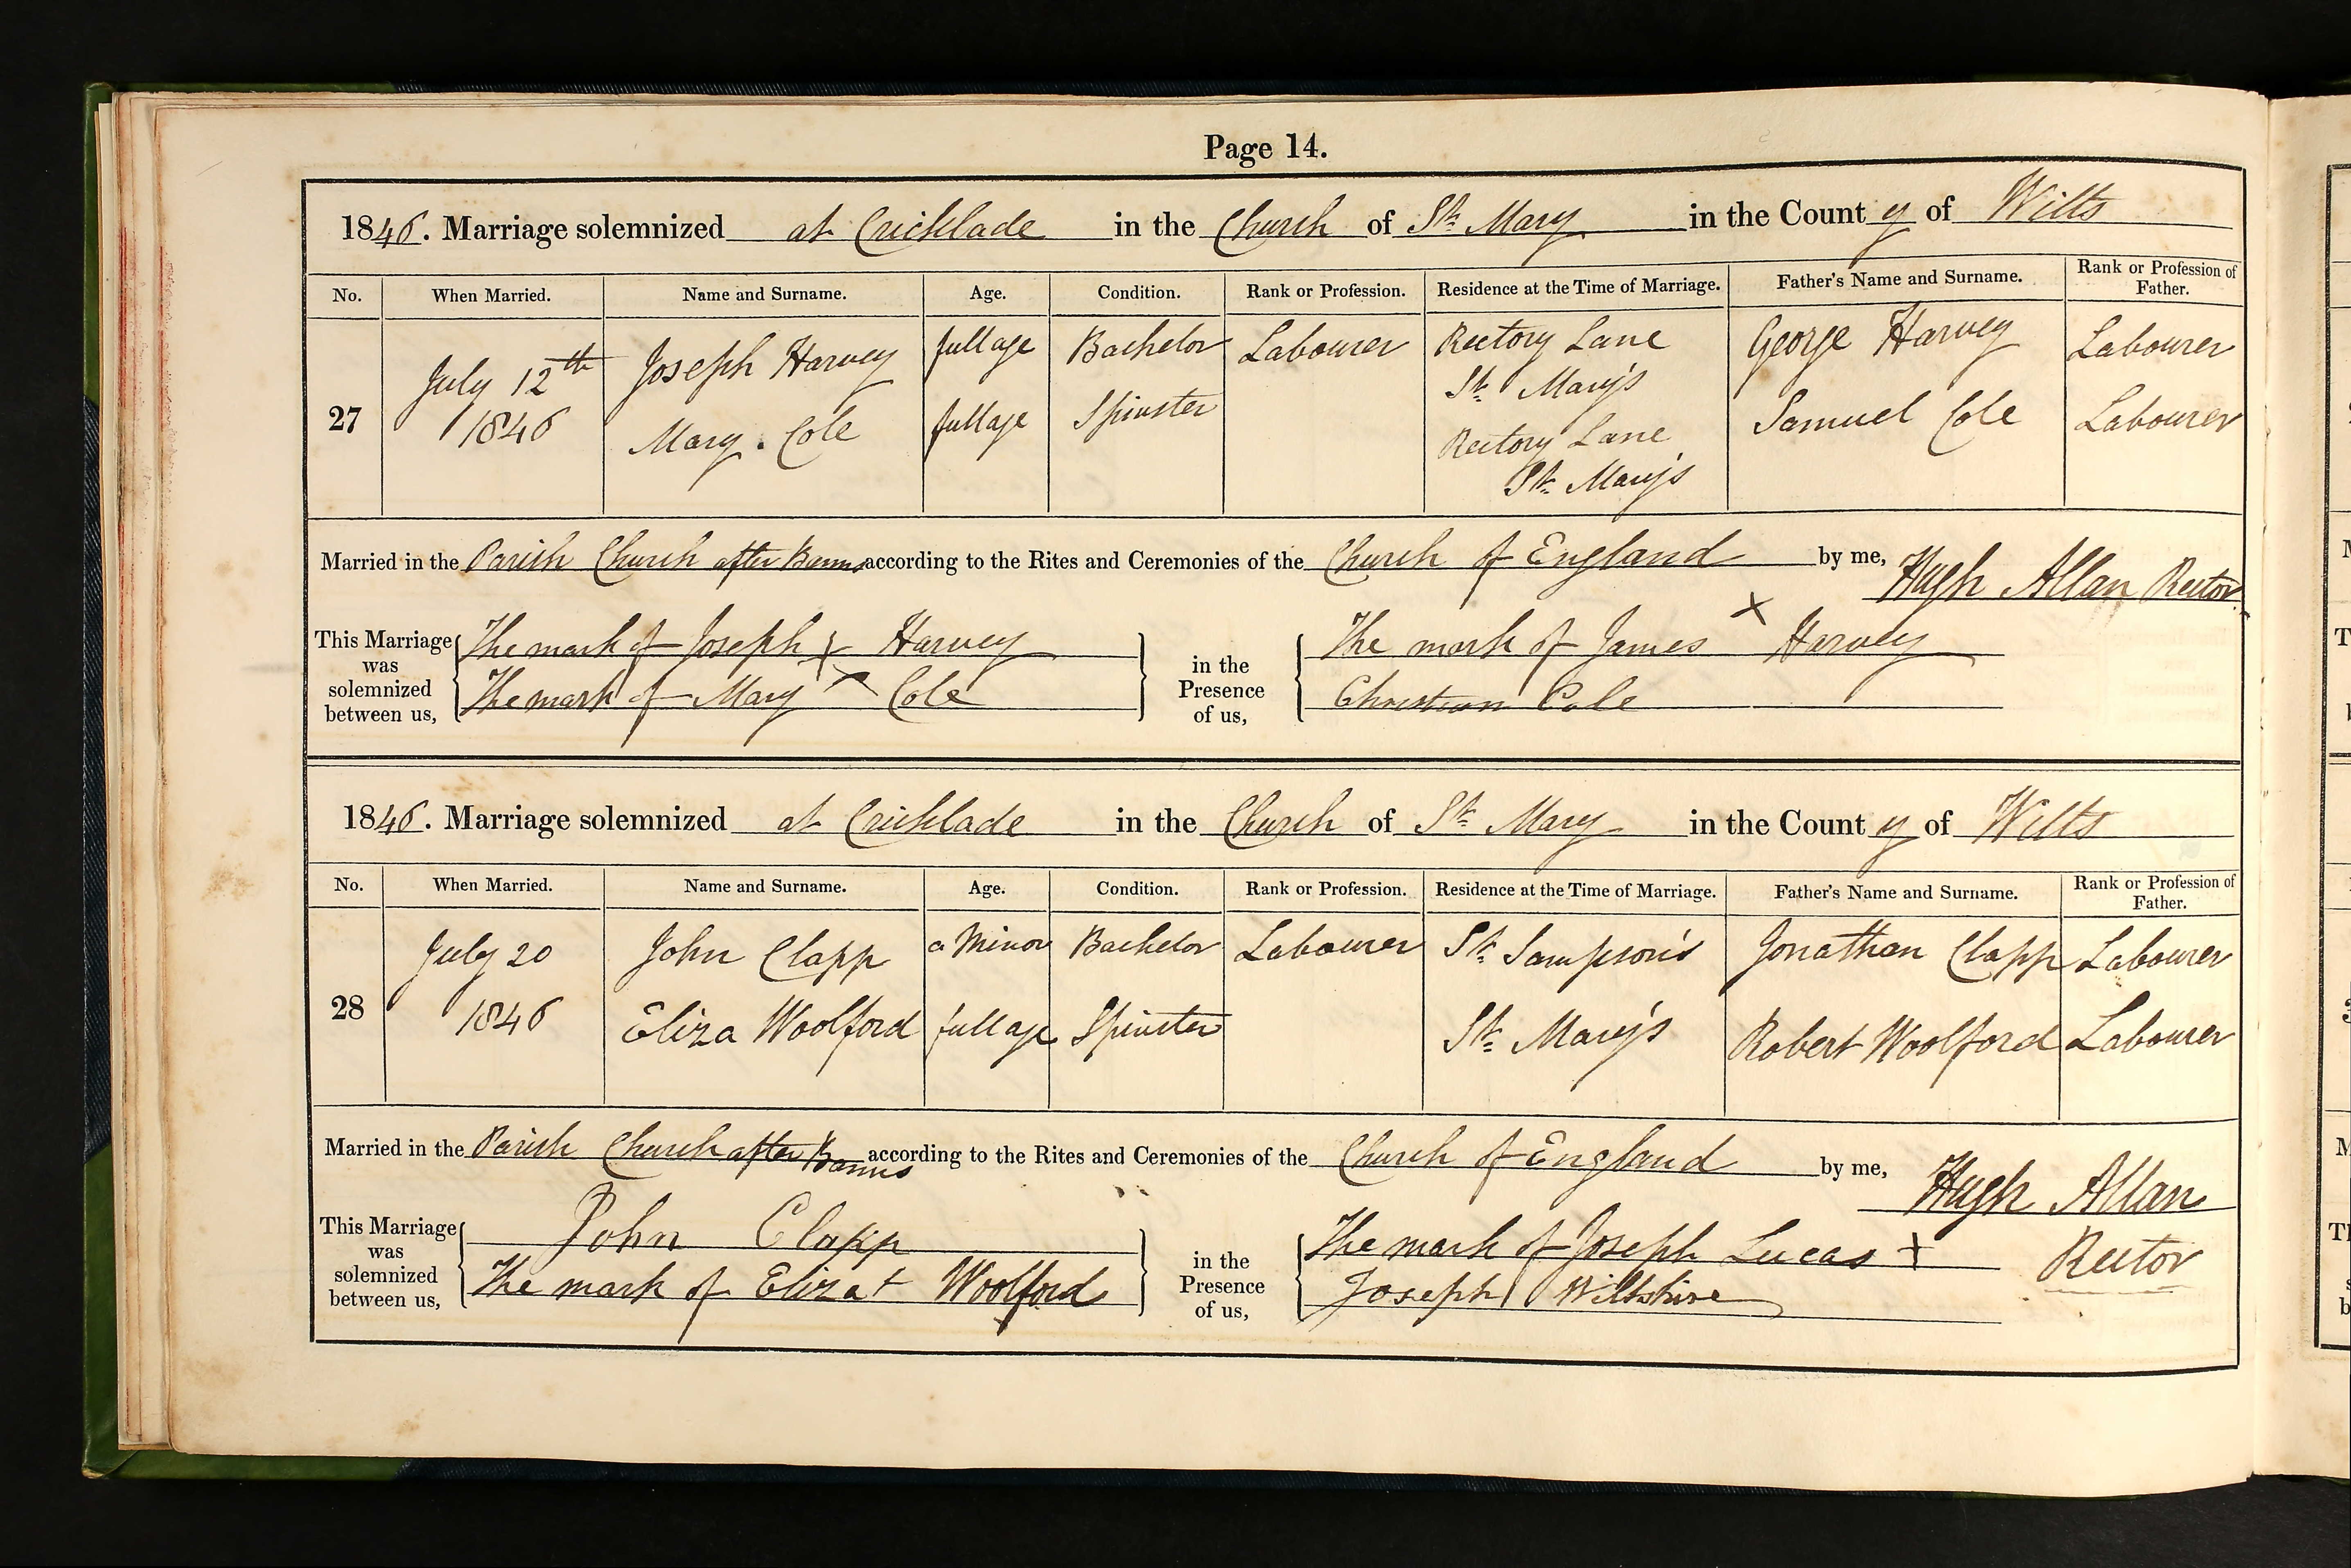 Page 14.
1846. Marriage solemnized at Cricklade in the Church of St. Mary in the County of Wilts
No. When Married. Name and Surname. Age. Condition. Rank or Profession. Residence at the Time of Marriage. Father's Name and Surname. Rank or Profession of Father.
27 July 12th 1846 Joseph Harvey full age Bachelor Labourer Rectory Lane St. Mary's George Harvey Labourer
Mary . Cole full age Spinster Rectory Lane St. Mary's Samuel Cole Labourer
Married in the Parish Church after Banns according to the Rites and Ceremonies of the Church of England by me, Hugh Allan Rector
This Marriage was solemnized between us, The mark of Joseph x Harvey
The mark of Mary x Cole
in the Presence of us, The mark of James x Harvey
Christian Cole
1846. Marriage solemnized at Cricklade in the Church of St. Mary in the County of Wilts
No. When Married. Name and Surname. Age. Condition. Rank or Profession. Residence at the Time of Marriage. Father's Name and Surname. Rank or Profession of Father.
28 July 20 1846 John Clapp a Minor Bachelor Labourer St. Sampson's Jonathan Clapp Labourer
Eliza Woolford full age Spinster St. Mary's Robert Woolford Labourer
Married in the Parish Church after Banns according to the Rites and Ceremonies of the Church of England by me, Hugh Allan Rector
This Marriage was solemnized between us, John Clapp
The mark of Eliza + Woolford
in the Presence of us, The mark of Joseph Lucas +
Joseph Wiltshire